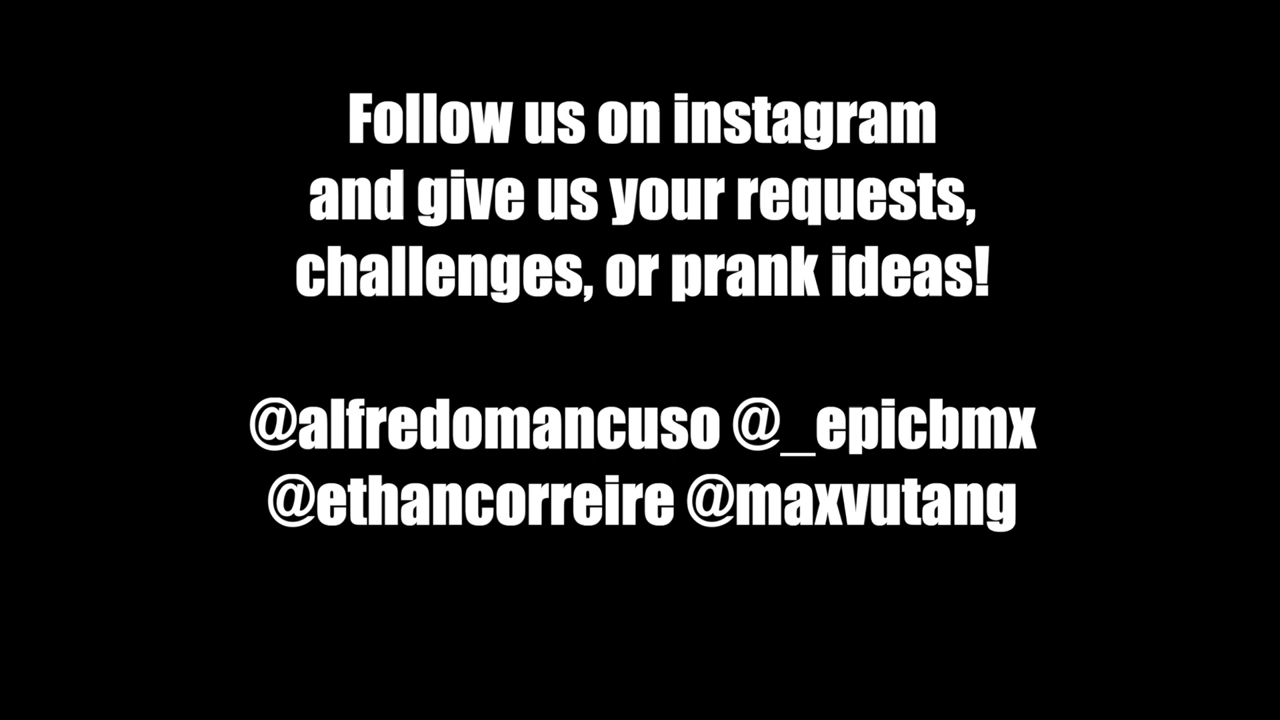 Follow us on instagram
and give us your requests,
challenges, or prank ideas!
@alfredomancuso @_epicbmx
@ethancorreire @maxvutang